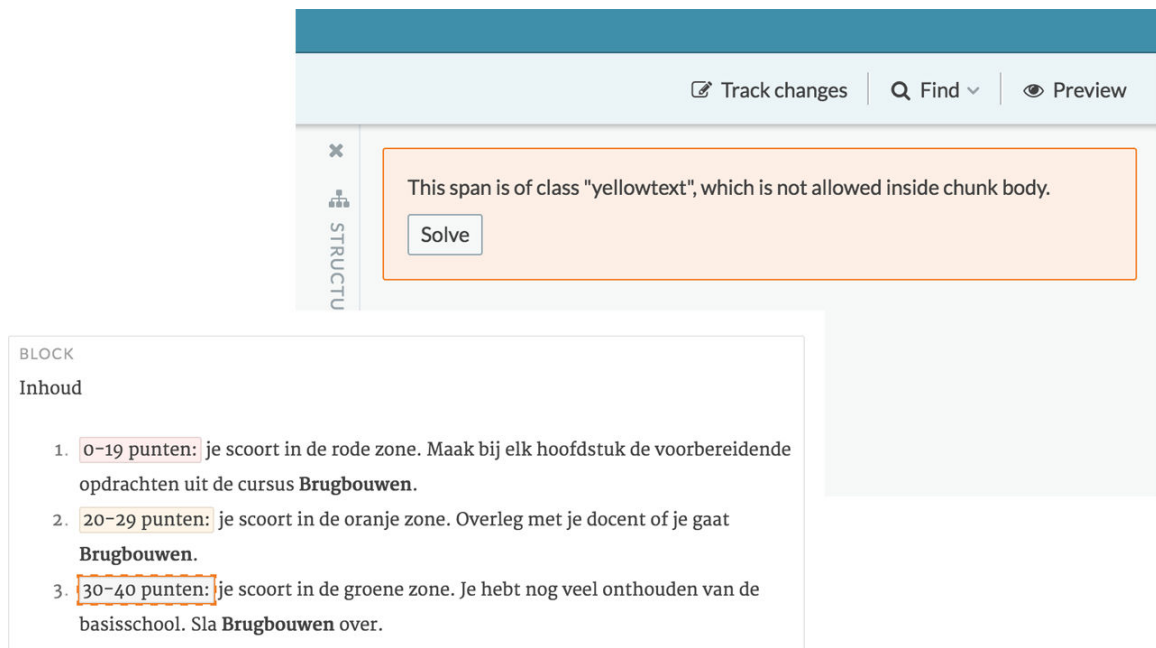 Track changes
Find
Preview
STRUCTU
This span is of class "yellowtext", which is not allowed inside chunk body.
Solve
BLOCK
Inhoud
1. 0-19 punten: je scoort in de rode zone. Maak bij elk hoofdstuk de voorbereidende
opdrachten uit de cursus Brugbouwen.
2. 20-29 punten: je scoort in de oranje zone. Overleg met je docent of je gaat
Brugbouwen.
3. 30-40 punten: je scoort in de groene zone. Je hebt nog veel onthouden van de
basisschool. Sla Brugbouwen over.